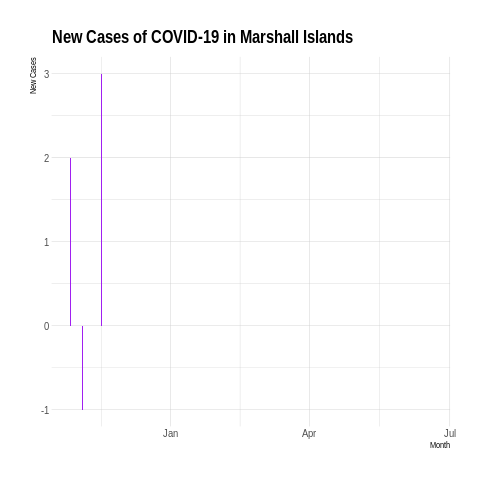 New Cases of COVID-19 in Marshall Islands
New Cases
3
2
1
0
-1
Jan Apr Jul
Month